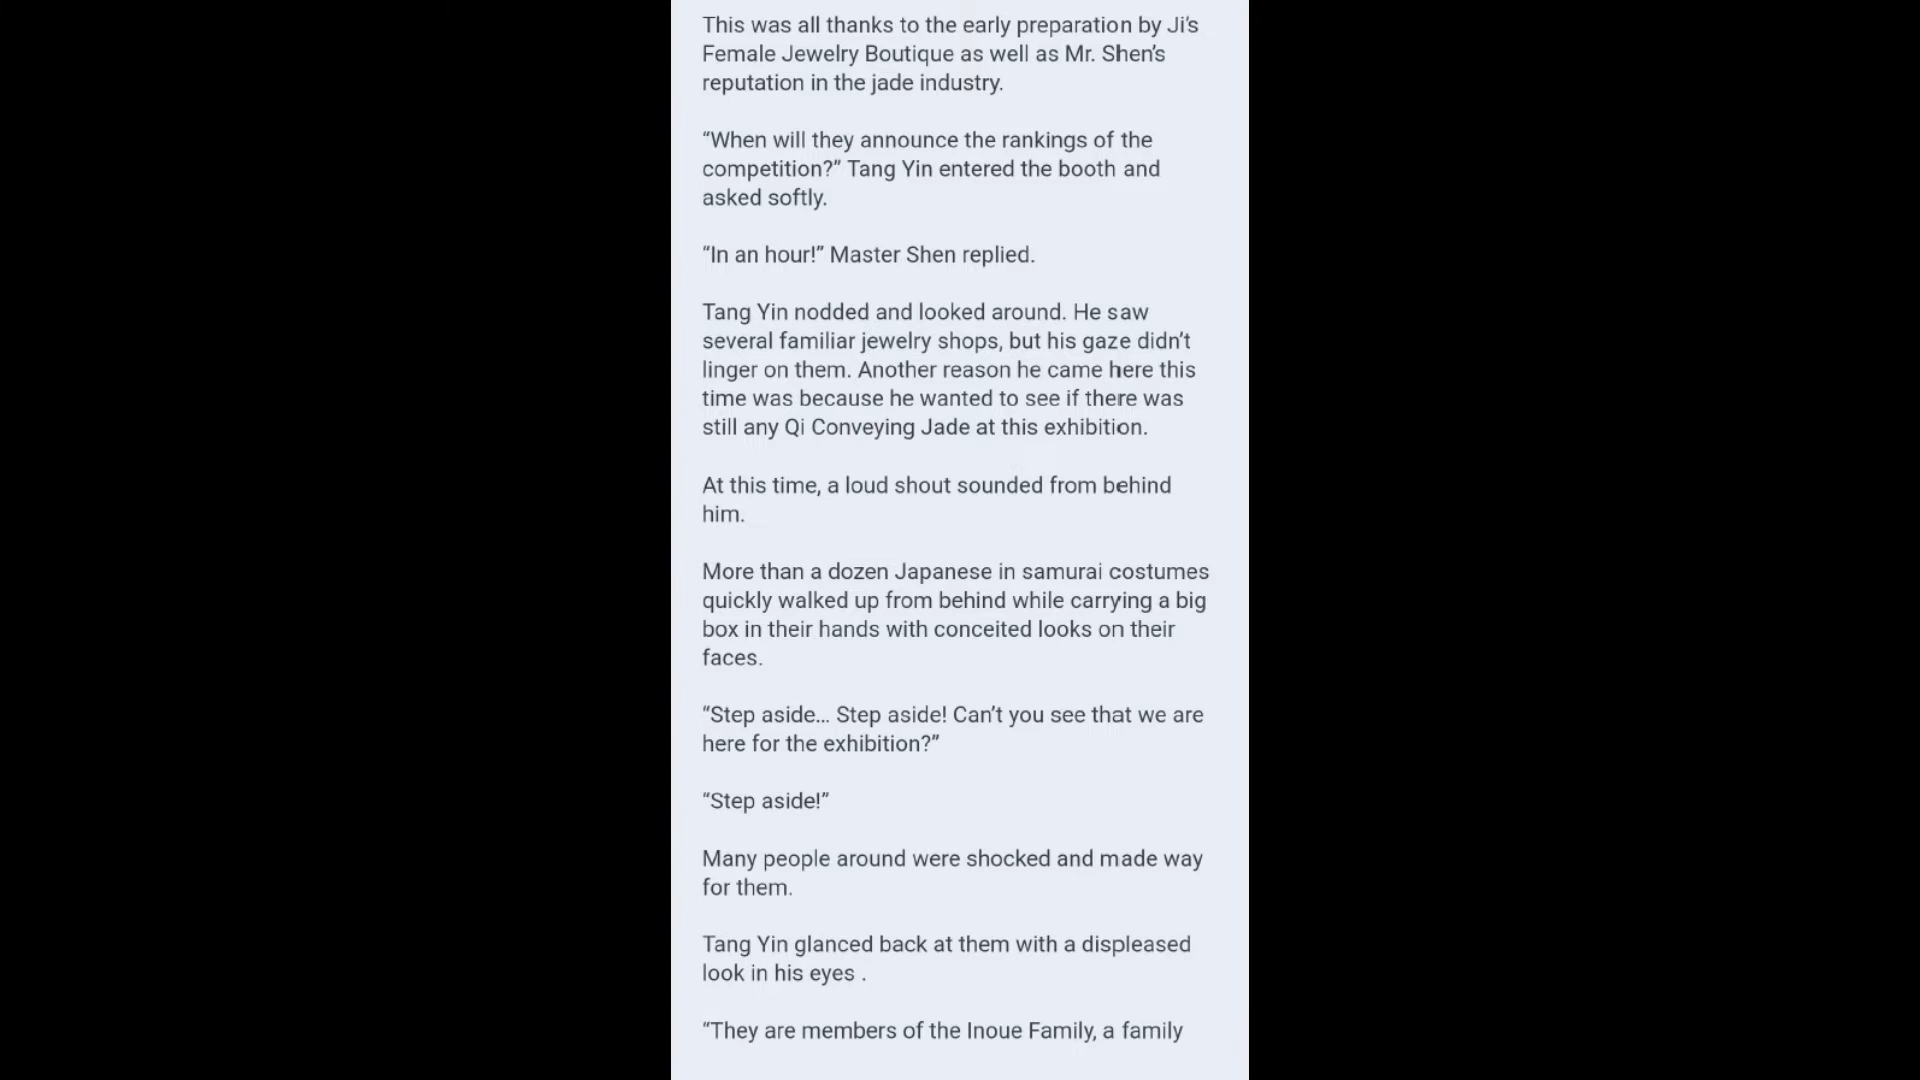 This was all thanks to the early preparation by Ji’s
Female Jewelry Boutique as well as Mr. Shen’s
reputation in the jade industry.
“When will they announce the rankings of the
competition?” Tang Yin entered the booth and
asked softly.
“In an hour!” Master Shen replied.
Tang Yin nodded and looked around. He saw
several familiar jewelry shops, but his gaze didn’t
linger on them. Another reason he came here this
time was because he wanted to see if there was
still any Qi Conveying Jade at this exhibition.
At this time, a loud shout sounded from behind
him.
More than a dozen Japanese in samurai costumes
quickly walked up from behind while carrying a big
box in their hands with conceited looks on their
faces.
“Step aside… Step aside! Can’t you see that we are
here for the exhibition?”
“Step aside!”
Many people around were shocked and made way
for them.
Tang Yin glanced back at them with a displeased
look in his eyes .
“They are members of the Inoue Family, a family